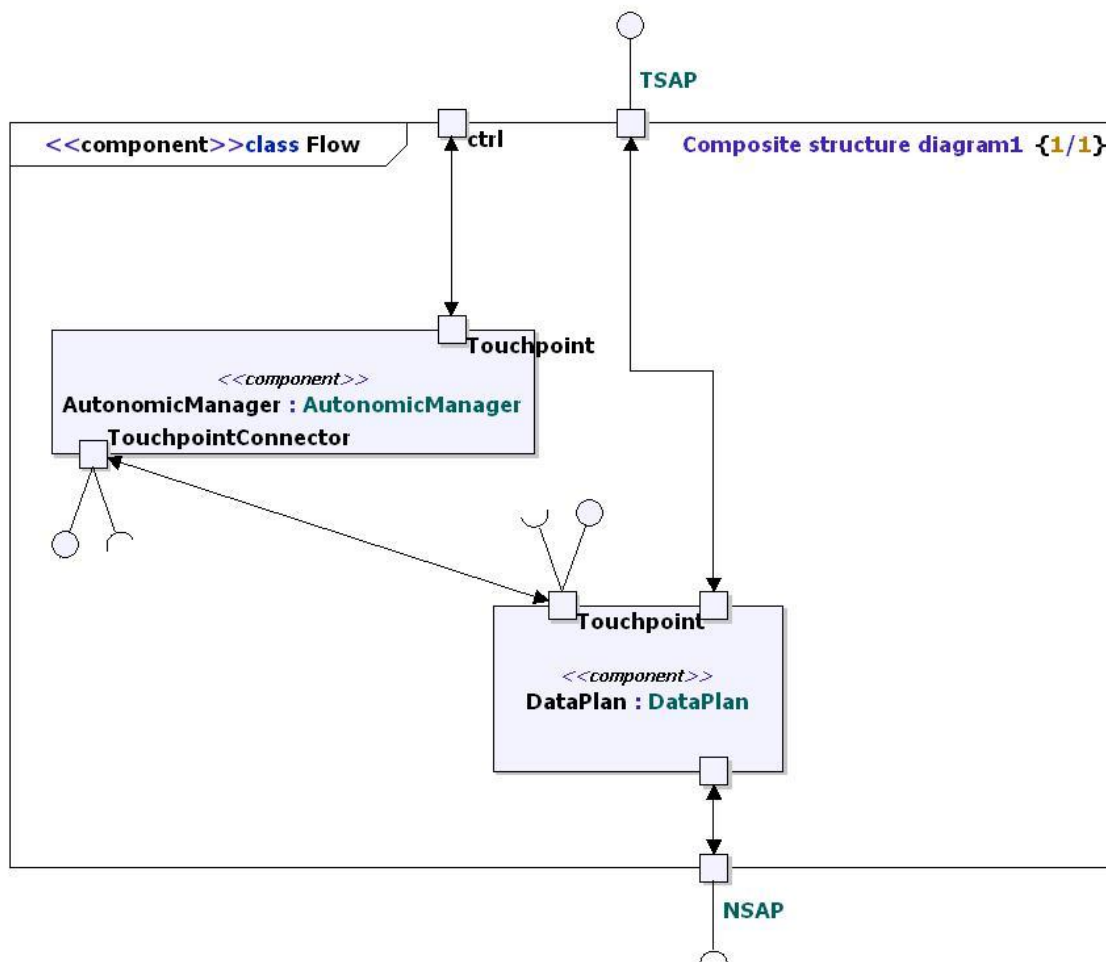 TSAP
<<component>>class Flow
ctrl
Composite structure diagram1 {1/1}
Touchpoint
<<component>>
AutonomicManager : AutonomicManager
TouchpointConnector
Touchpoint
<<component>>
DataPlan : DataPlan
NSAP